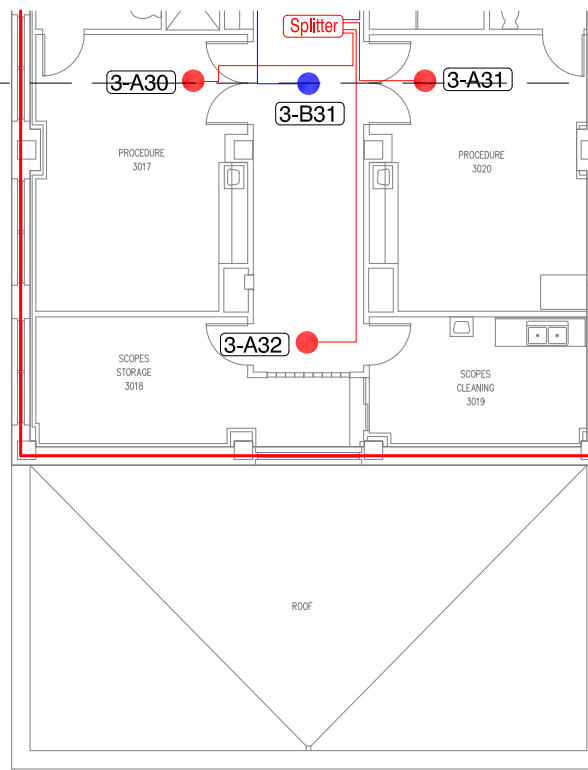 Splitter
3-A30
3-A31
3-B31
PROCEDURE
3017
PROCEDURE
3020
3-A32
SCOPES
STORAGE
3018
SCOPES
CLEANING
3019
ROOF